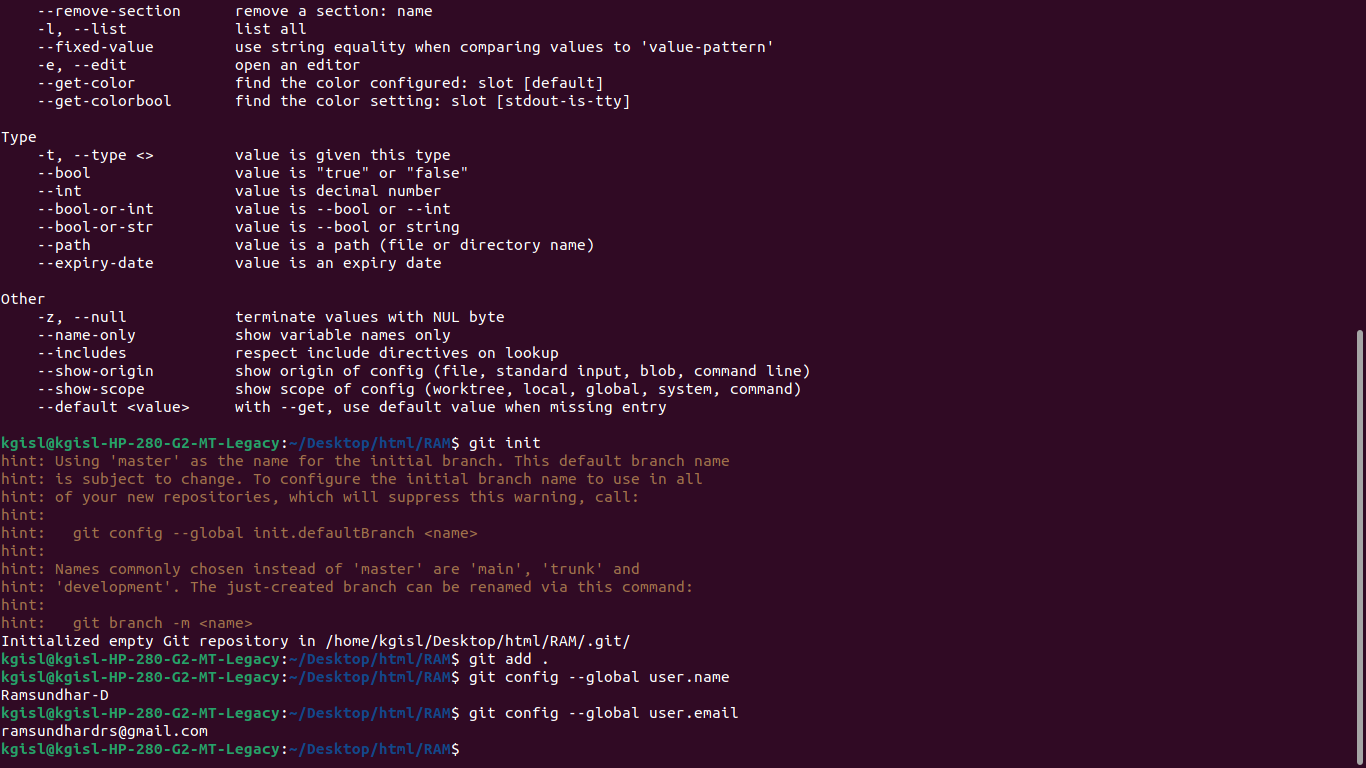 --remove-section      remove a section: name
    -l, --list            list all
    --fixed-value         use string equality when comparing values to 'value-pattern'
    -e, --edit            open an editor
    --get-color           find the color configured: slot [default]
    --get-colorbool       find the color setting: slot [stdout-is-tty]

Type
    -t, --type <>         value is given this type
    --bool                value is "true" or "false"
    --int                 value is decimal number
    --bool-or-int         value is --bool or --int
    --bool-or-str         value is --bool or string
    --path                value is a path (file or directory name)
    --expiry-date         value is an expiry date

Other
    -z, --null            terminate values with NUL byte
    --name-only           show variable names only
    --includes            respect include directives on lookup
    --show-origin         show origin of config (file, standard input, blob, command line)
    --show-scope          show scope of config (worktree, local, global, system, command)
    --default <value>     with --get, use default value when missing entry

kgisl@kgisl-HP-280-G2-MT-Legacy:~/Desktop/html/RAM$ git init
hint: Using 'master' as the name for the initial branch. This default branch name
hint: is subject to change. To configure the initial branch name to use in all
hint: of your new repositories, which will suppress this warning, call:
hint:
hint:   git config --global init.defaultBranch <name>
hint:
hint: Names commonly chosen instead of 'master' are 'main', 'trunk' and
hint: 'development'. The just-created branch can be renamed via this command:
hint:
hint:   git branch -m <name>
Initialized empty Git repository in /home/kgisl/Desktop/html/RAM/.git/
kgisl@kgisl-HP-280-G2-MT-Legacy:~/Desktop/html/RAM$ git add .
kgisl@kgisl-HP-280-G2-MT-Legacy:~/Desktop/html/RAM$ git config --global user.name
Ramsundhar-D
kgisl@kgisl-HP-280-G2-MT-Legacy:~/Desktop/html/RAM$ git config --global user.email
ramsundhardrs@gmail.com
kgisl@kgisl-HP-280-G2-MT-Legacy:~/Desktop/html/RAM$